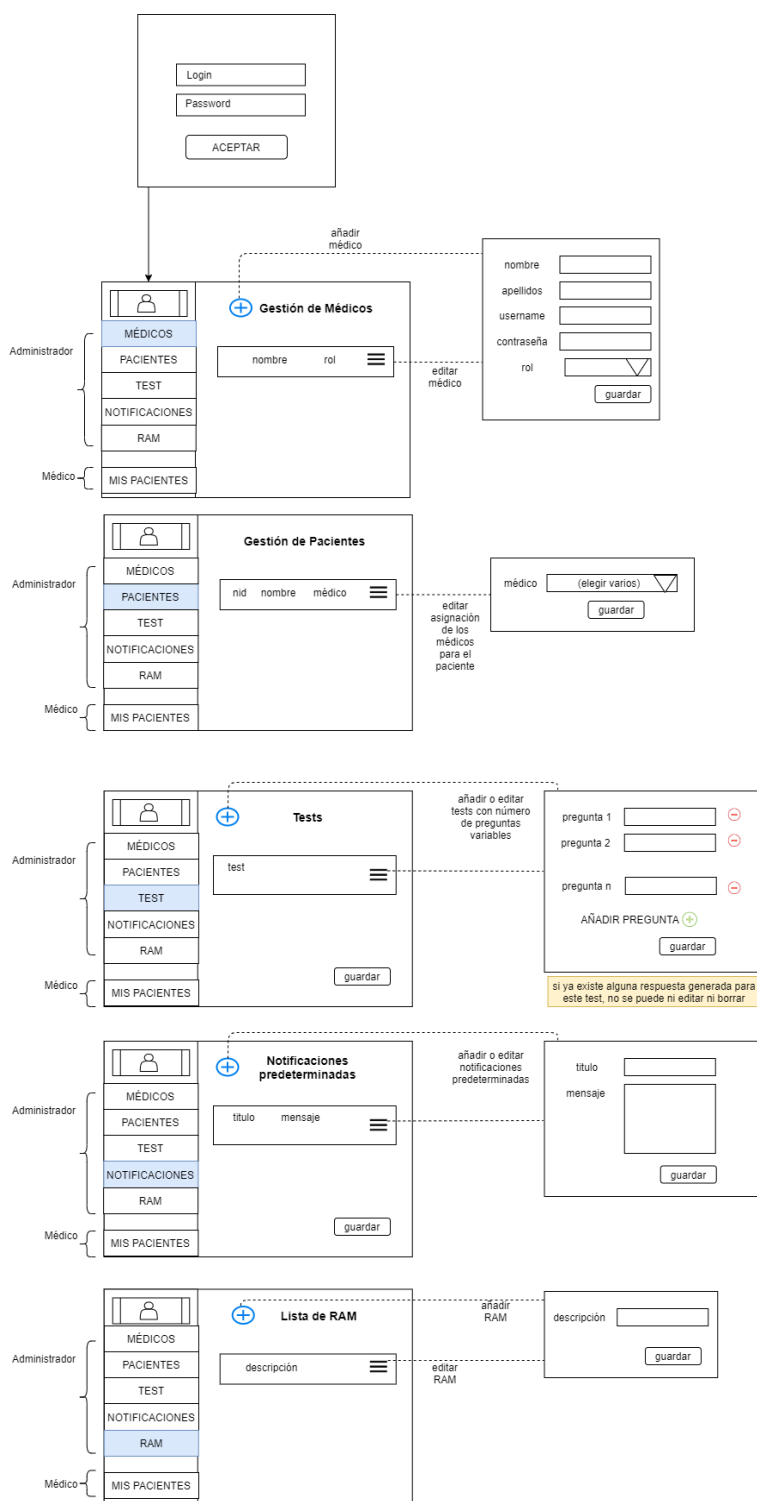 Login
Password
ACEPTAR
añadir
médico
nombre
apellidos
username
contraseña
rol
guardar
Gestión de Médicos
nombre rol
editar
médico
Administrador
MÉDICOS
PACIENTES
TEST
NOTIFICACIONES
RAM
Médico
MIS PACIENTES
Gestión de Pacientes
nid nombre médico
editar
asignación
de los
médicos
para el
paciente
médico (elegir varios)
guardar
Administrador
MÉDICOS
PACIENTES
TEST
NOTIFICACIONES
RAM
Médico
MIS PACIENTES
Tests
test
guardar
añadir o editar
tests con número
de preguntas
variables
pregunta 1
pregunta 2
pregunta n
AÑADIR PREGUNTA
guardar
si ya existe alguna respuesta generada para
este test, no se puede ni editar ni borrar
Administrador
MÉDICOS
PACIENTES
TEST
NOTIFICACIONES
RAM
Médico
MIS PACIENTES
Notificaciones
predeterminadas
titulo mensaje
guardar
añadir o editar
notificaciones
predeterminadas
titulo
mensaje
guardar
Administrador
MÉDICOS
PACIENTES
TEST
NOTIFICACIONES
RAM
Médico
MIS PACIENTES
Lista de RAM
descripción
añadir
RAM
editar
RAM
descripción
guardar
Administrador
MÉDICOS
PACIENTES
TEST
NOTIFICACIONES
RAM
Médico
MIS PACIENTES